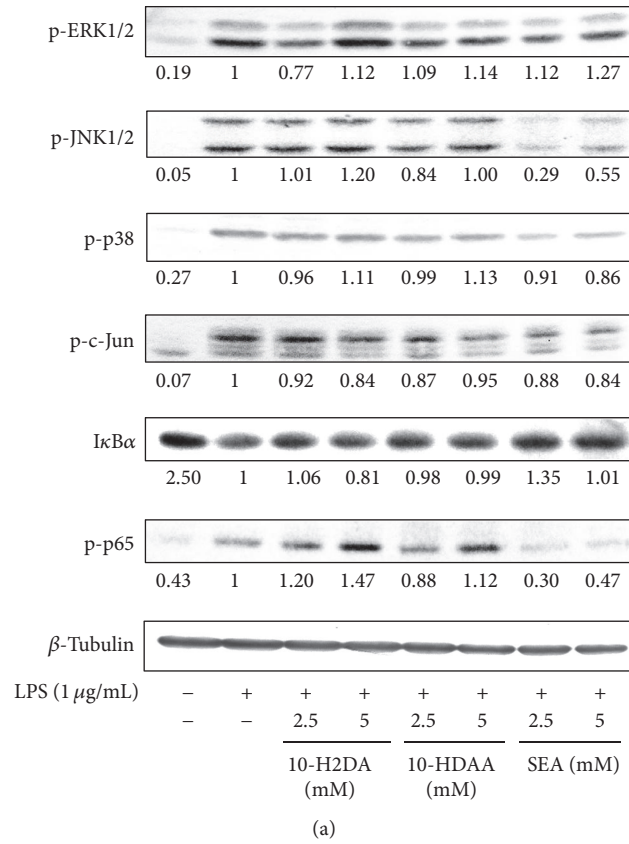 p-ERK1/2
0.19 1 0.77 1.12 1.09 1.14 1.12 1.27
p-JNK1/2
0.05 1 1.01 1.20 0.84 1.00 0.29 0.55
p-p38
0.27 1 0.96 1.11 0.99 1.13 0.91 0.86
p-c-Jun
0.07 1 0.92 0.84 0.87 0.95 0.88 0.84
IκBα
2.50 1 1.06 0.81 0.98 0.99 1.35 1.01
p-p65
0.43 1 1.20 1.47 0.88 1.12 0.30 0.47
β-Tubulin
LPS (1 μg/mL) − + + + + + + +
− − 2.5 5 2.5 5 2.5 5
10-H2DA 10-HDAA SEA (mM)
(mM) (mM)
(a)